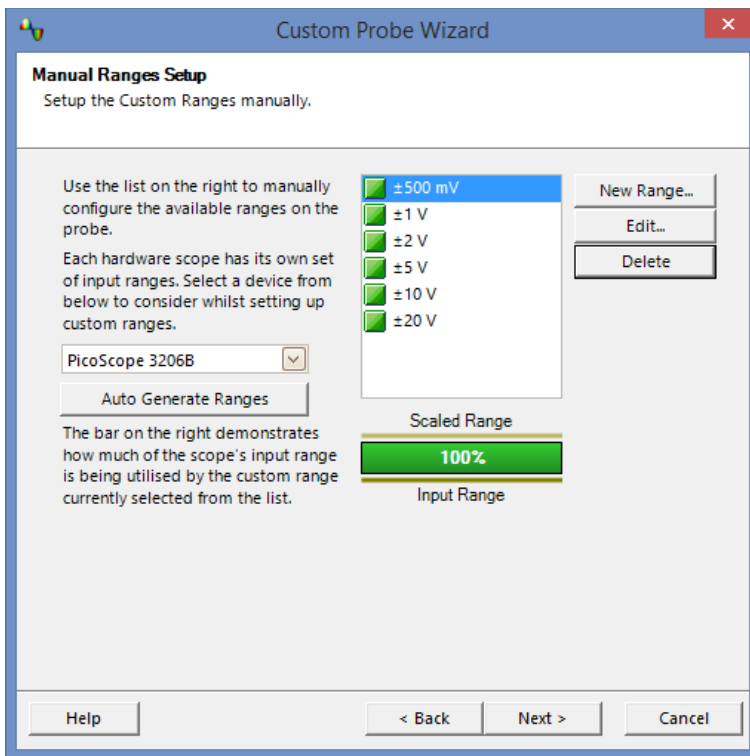 Custom Probe Wizard
Manual Ranges Setup
Setup the Custom Ranges manually.
Use the list on the right to manually
configure the available ranges on the
probe.
Each hardware scope has its own set
of input ranges. Select a device from
below to consider whilst setting up
custom ranges.
PicoScope 3206B
Auto Generate Ranges
The bar on the right demonstrates
how much of the scope's input range
is being utilised by the custom range
currently selected from the list.
±500 mV
±1 V
±2 V
±5 V
±10 V
±20 V
Scaled Range
100%
Input Range
New Range...
Edit...
Delete
Help
< Back
Next >
Cancel